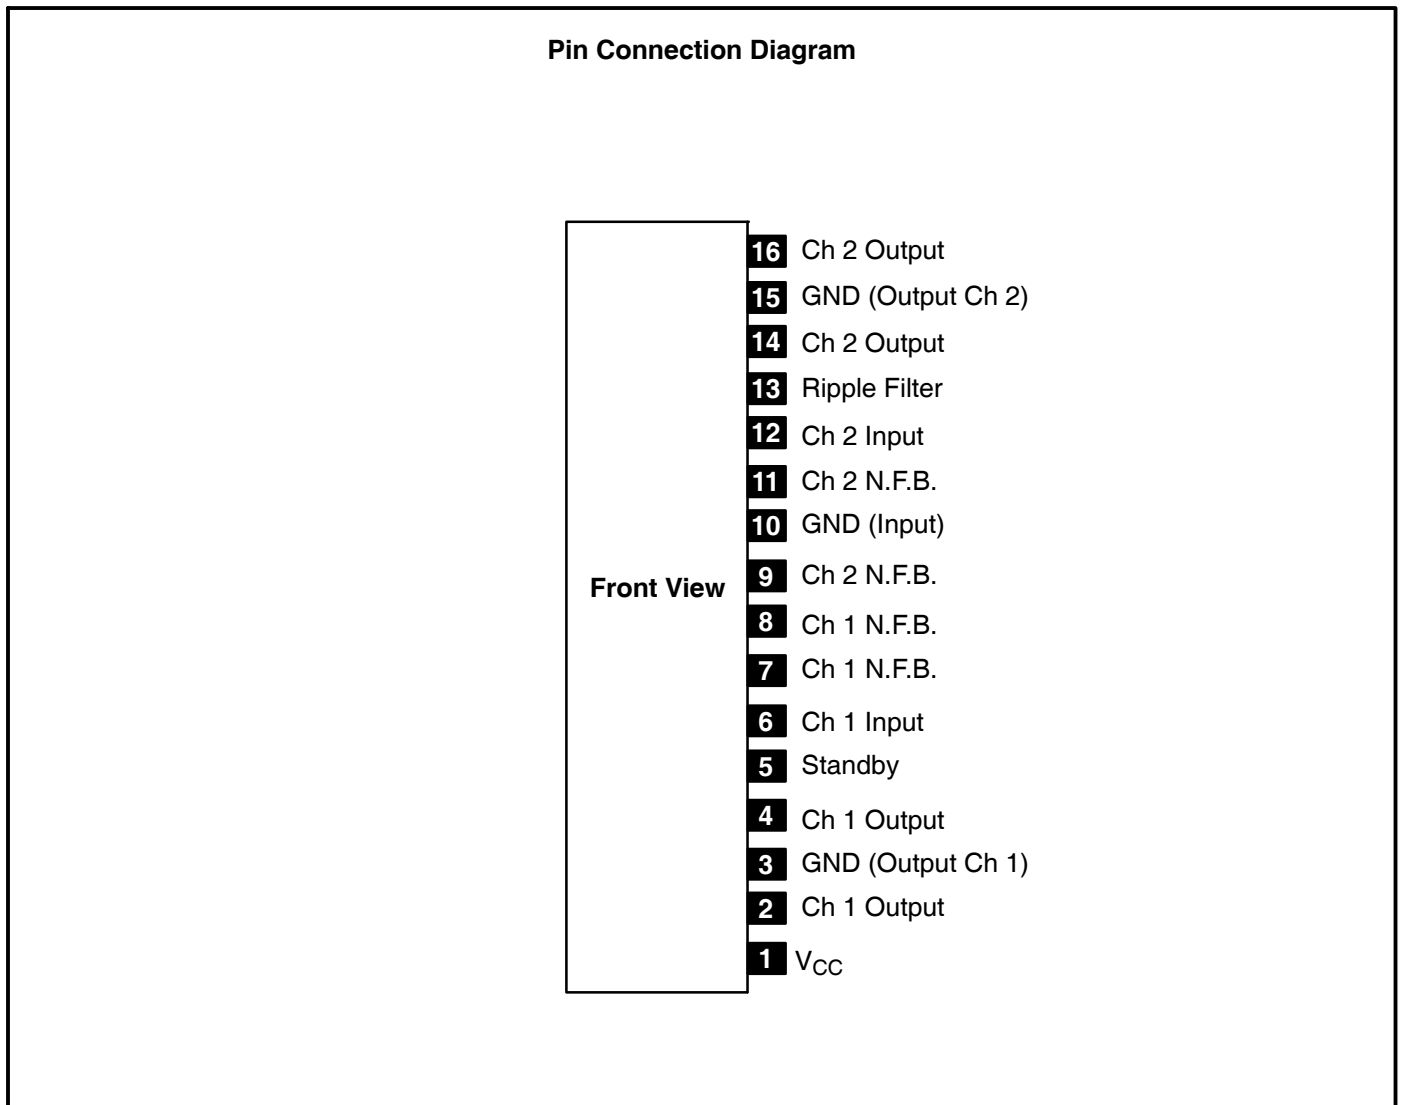 Pin Connection Diagram
16 Ch 2 Output
15 GND (Output Ch 2)
14 Ch 2 Output
13 Ripple Filter
12 Ch 2 Input
11 Ch 2 N.F.B.
10 GND (Input)
Front View
9 Ch 2 N.F.B.
8 Ch 1 N.F.B.
7 Ch 1 N.F.B.
6 Ch 1 Input
5 Standby
4 Ch 1 Output
3 GND (Output Ch 1)
2 Ch 1 Output
1 VCC